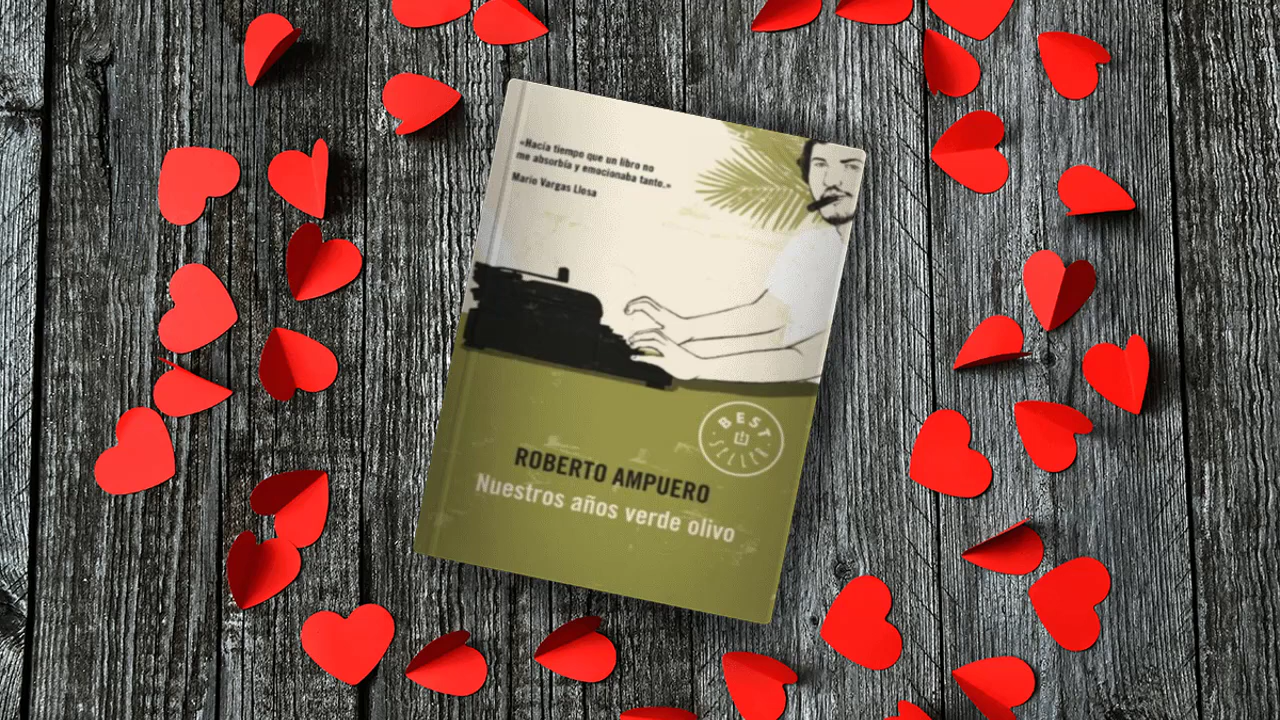 «Hacía tiempo que un libro no
me absorbía y emocionaba tanto.»
Mario Vargas Llosa
BEST
SELLER
ROBERTO AMPUERO
Nuestros años verde olivo